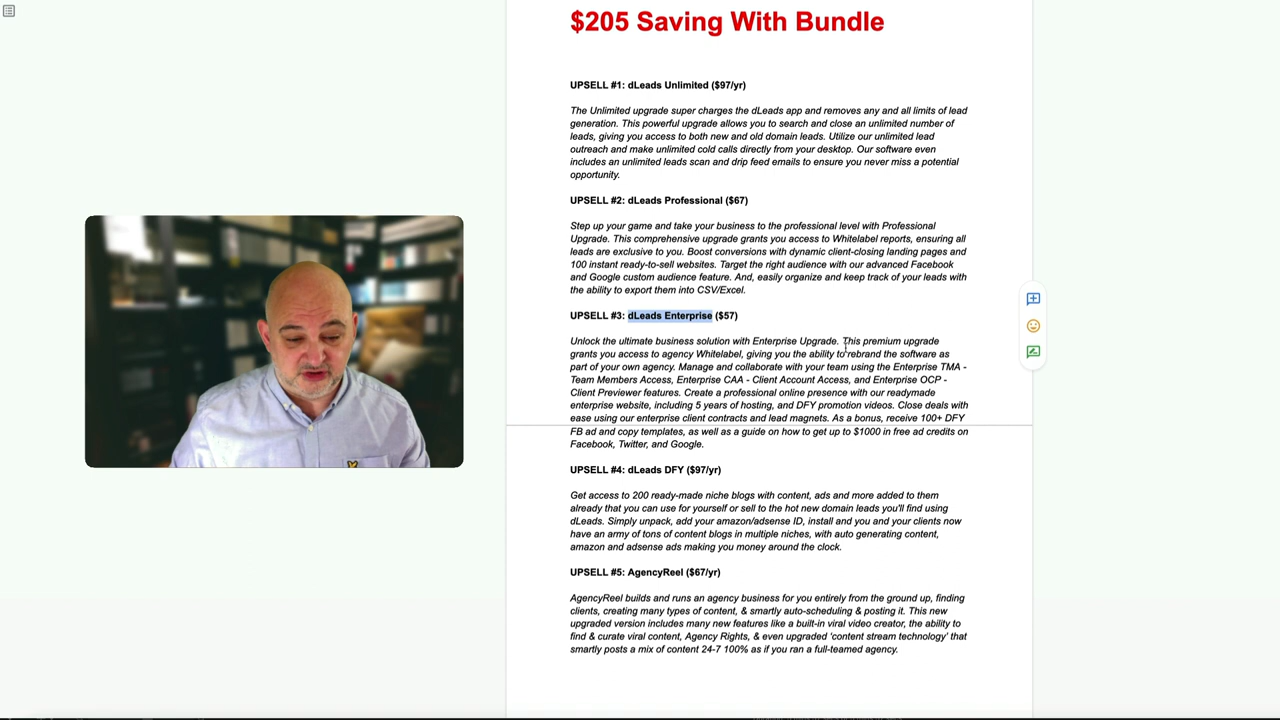 $205 Saving With Bundle
UPSELL #1: dLeads Unlimited ($97/yr)
The Unlimited upgrade super charges the dLeads app and removes any and all limits of lead
generation. This powerful upgrade allows you to search and close an unlimited number of
leads, giving you access to both new and old domain leads. Utilize our unlimited lead
outreach and make unlimited cold calls directly from your desktop. Our software even
includes an unlimited leads scan and drip feed emails to ensure you never miss a potential
opportunity.
UPSELL #2: dLeads Professional ($67)
Step up your game and take your business to the professional level with Professional
Upgrade. This comprehensive upgrade grants you access to Whitelabel reports, ensuring all
leads are exclusive to you. Boost conversions with dynamic client-closing landing pages and
100 instant ready-to-sell websites. Target the right audience with our advanced Facebook
and Google custom audience feature. And, easily organize and keep track of your leads with
the ability to export them into CSV/Excel.
UPSELL #3: dLeads Enterprise ($57)
Unlock the ultimate business solution with Enterprise Upgrade. This premium upgrade
grants you access to agency Whitelabel, giving you the ability to rebrand the software as
part of your own agency. Manage and collaborate with your team using the Enterprise TMA -
Team Members Access, Enterprise CAA - Client Account Access, and Enterprise OCP -
Client Previewer features. Create a professional online presence with our readymade
enterprise website, including 5 years of hosting, and DFY promotion videos. Close deals with
ease using our enterprise client contracts and lead magnets. As a bonus, receive 100+ DFY
FB ad and copy templates, as well as a guide on how to get up to $1000 in free ad credits on
Facebook, Twitter, and Google.
UPSELL #4: dLeads DFY ($97/yr)
Get access to 200 ready-made niche blogs with content, ads and more added to them
already that you can use for yourself or sell to the hot new domain leads you'll find using
dLeads. Simply unpack, add your amazon/adsense ID, install and you and your clients now
have an army of tons of content blogs in multiple niches, with auto generating content,
amazon and adsense ads making you money around the clock.
UPSELL #5: AgencyReel ($67/yr)
AgencyReel builds and runs an agency business for you entirely from the ground up, finding
clients, creating many types of content, & smartly auto-scheduling & posting it. This new
upgraded version includes many new features like a built-in viral video creator, the ability to
find & curate viral content, Agency Rights, & even upgraded 'content stream technology' that
smartly posts a mix of content 24-7 100% as if you ran a full-teamed agency.